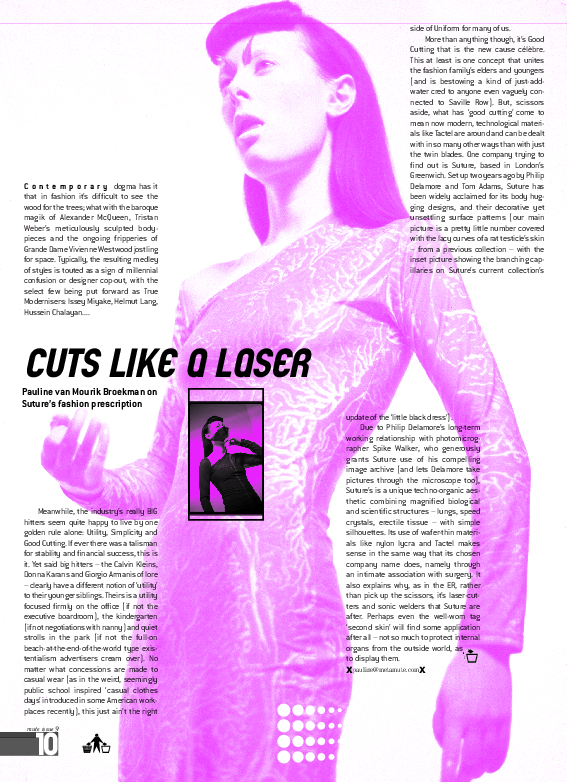 Contemporary dogma has it
that in fashion it's difficult to see the
wood for the trees; what with the baroque
magik of Alexander McQueen, Tristan
Weber's meticulously sculpted body-
pieces and the ongoing fripperies of
Grande Dame Vivienne Westwood jostling
for space. Typically, the resulting medley
of styles is touted as a sign of millennial
confusion or designer cop-out, with the
select few being put forward as True
Modernisers: Issey Miyake, Helmut Lang,
Hussein Chalayan....
CUTS LIKE A LASER
Pauline van Mourik Broekman on
Suture's fashion prescription
Meanwhile, the industry's really BIG
hitters seem quite happy to live by one
golden rule alone: Utility, Simplicity and
Good Cutting. If ever there was a talisman
for stability and financial success, this is
it. Yet said big hitters – the Calvin Kleins,
Donna Karans and Giorgio Armanis of lore
– clearly have a different notion of 'utility'
to their younger siblings. Theirs is a utility
focused firmly on the office [if not the
executive boardroom], the kindergarten
[if not negotiations with nanny] and quiet
strolls in the park [if not the full-on
beach-at-the-end-of-the-world type exis-
tentialism advertisers cream over]. No
matter what concessions are made to
casual wear [as in the weird, seemingly
public school inspired 'casual clothes
days' introduced in some American work-
places recently], this just ain't the right
side of Uniform for many of us.
More than anything though, it's Good
Cutting that is the new cause célèbre.
This at least is one concept that unites
the fashion family's elders and youngers
[and is bestowing a kind of just-add-
water cred to anyone even vaguely con-
nected to Saville Row]. But, scissors
aside, what has 'good cutting' come to
mean now modern, technological materi-
als like Tactel are around and can be dealt
with in so many other ways than with just
the twin blades. One company trying to
find out is Suture, based in London's
Greenwich. Set up two years ago by Philip
Delamore and Tom Adams, Suture has
been widely acclaimed for its body hug-
ging designs, and their decorative yet
unsettling surface patterns [our main
picture is a pretty little number covered
with the lacy curves of a rat testicle's skin
– from a previous collection – with the
inset picture showing the branching cap-
illaries on Suture's current collection's
update of the 'little black dress'].
Due to Philip Delamore's long-term
working relationship with photomicrog-
rapher Spike Walker, who generously
grants Suture use of his compelling
image archive [and lets Delamore take
pictures through the microscope too],
Suture's is a unique techno-organic aes-
thetic combining magnified biological
and scientific structures – lungs, speed
crystals, erectile tissue – with simple
silhouettes. Its use of wafer-thin materi-
als like nylon lycra and Tactel makes
sense in the same way that its chosen
company name does, namely through
an intimate association with surgery. It
also explains why, as in the ER, rather
than pick up the scissors, it's laser cut-
ters and sonic welders that Suture are
after. Perhaps even the well-worn tag
'second skin' will find some application
after all – not so much to protect internal
organs from the outside world, as
to display them.
X pauline@metamute.com X
mute issue 9
10